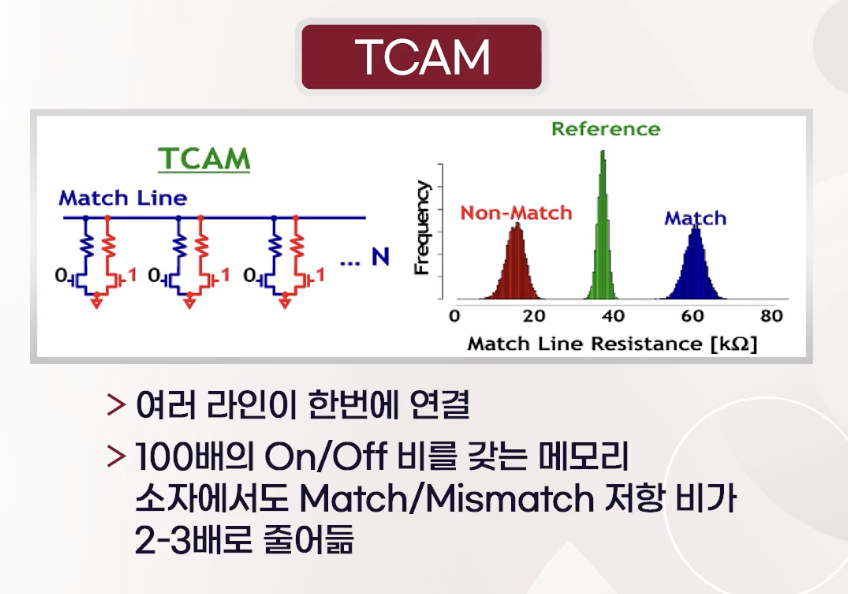 TCAM
TCAM
Match Line
0 1 0 1 0 1 ... N
Reference
Non-Match
Match
Frequency
0 20 40 60 80
Match Line Resistance [kΩ]
> 여러 라인이 한번에 연결
> 100배의 On/Off 비를 갖는 메모리
소자에서도 Match/Mismatch 저항 비가
2-3배로 줄어듦